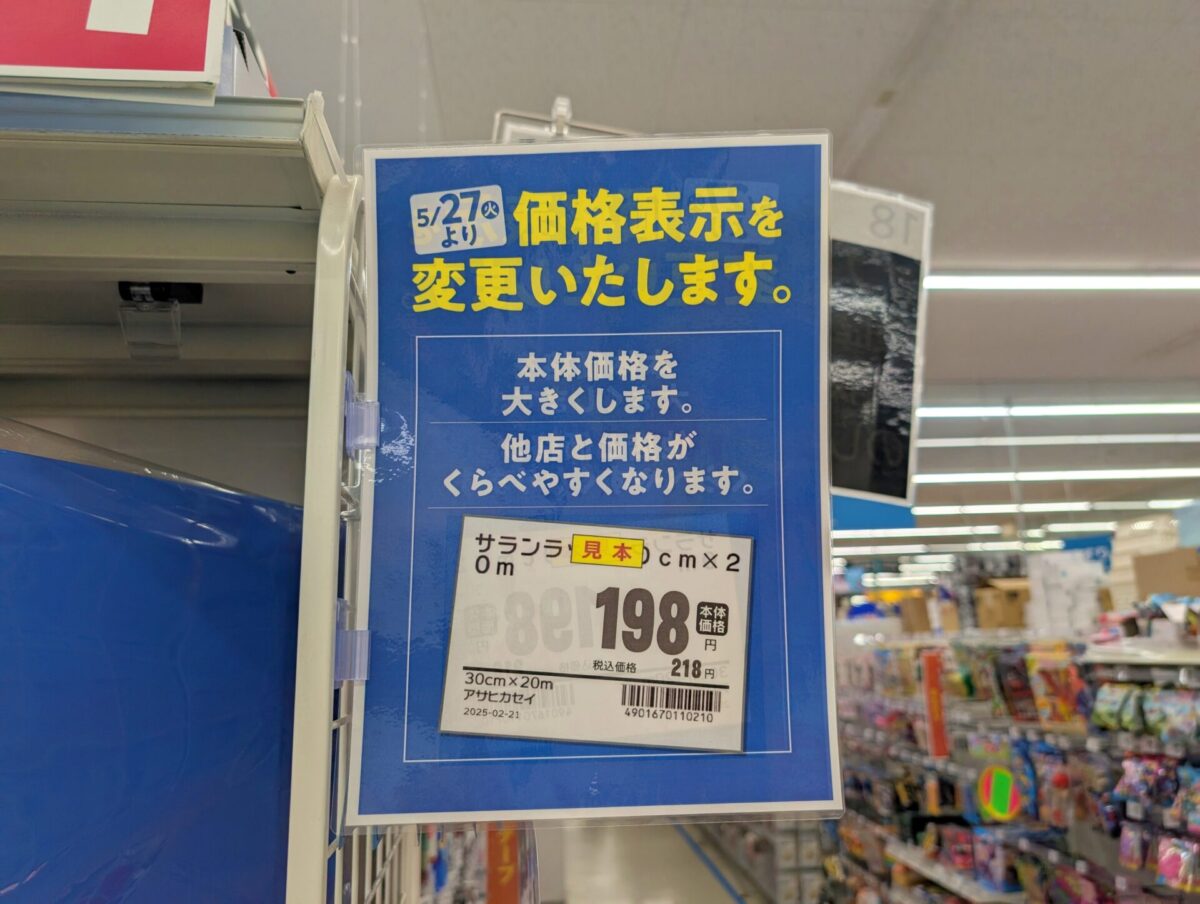 5/27火
より
価格表示を
変更いたします。
本体価格を
大きくします。
他店と価格が
くらべやすくなります。
サランラ 見本 0cm×2
0m
198 本体
価格
円
税込価格 218円
30cm×20m
アサヒカセイ
2025-02-21
4901670110210